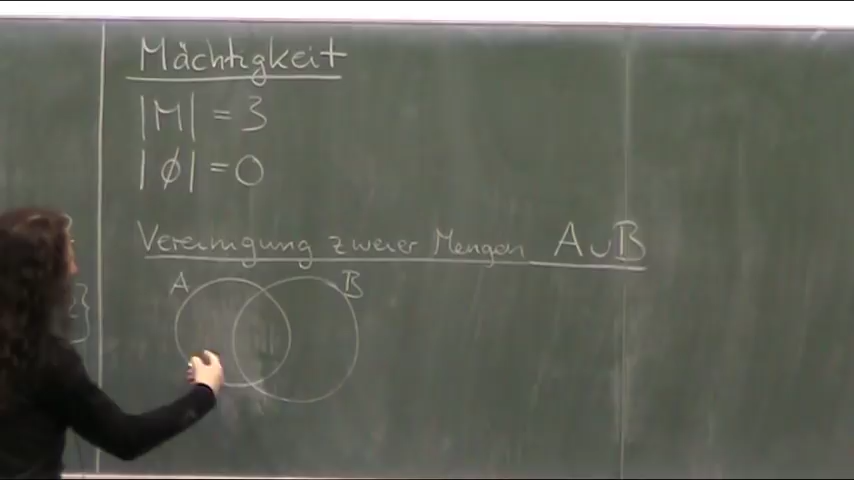 Mächtigkeit
|M| = 3
|ø| = 0
Vereinigung zweier Mengen A∪B
A B
}